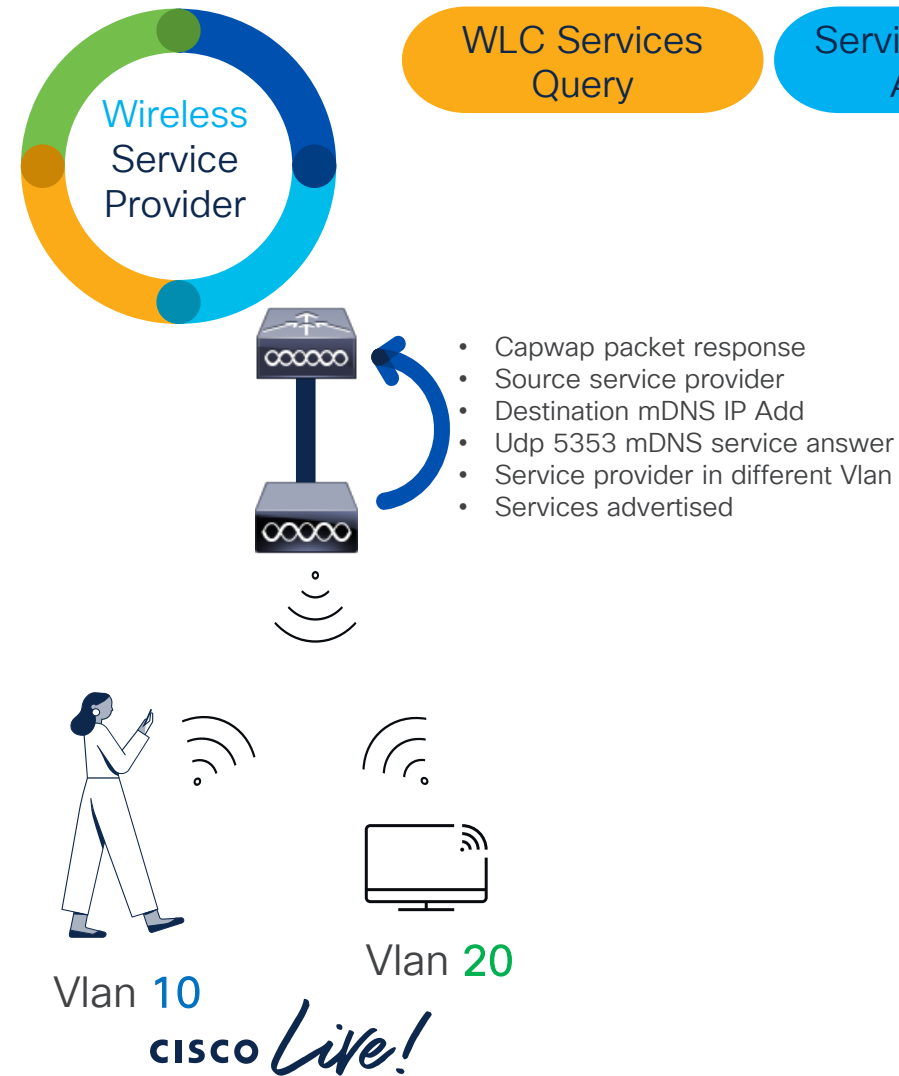 WLC Services
Query
Wireless
Service
Provider
• Capwap packet response
• Source service provider
• Destination mDNS IP Add
• Udp 5353 mDNS service answer
• Service provider in different Vlan
• Services advertised
Vlan 10
Vlan 20
CISCO Live!